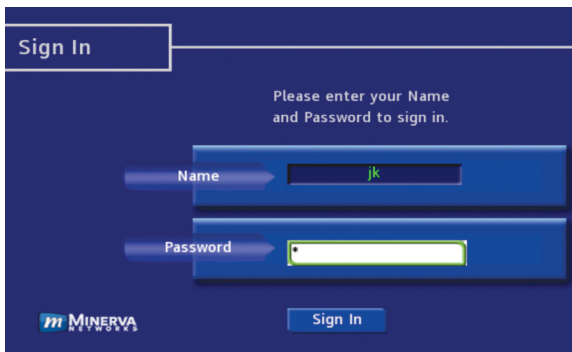 Sign In
Please enter your Name
and Password to sign in.
Name
jk
Password
*
m MINERVA
NETWORKS
Sign In